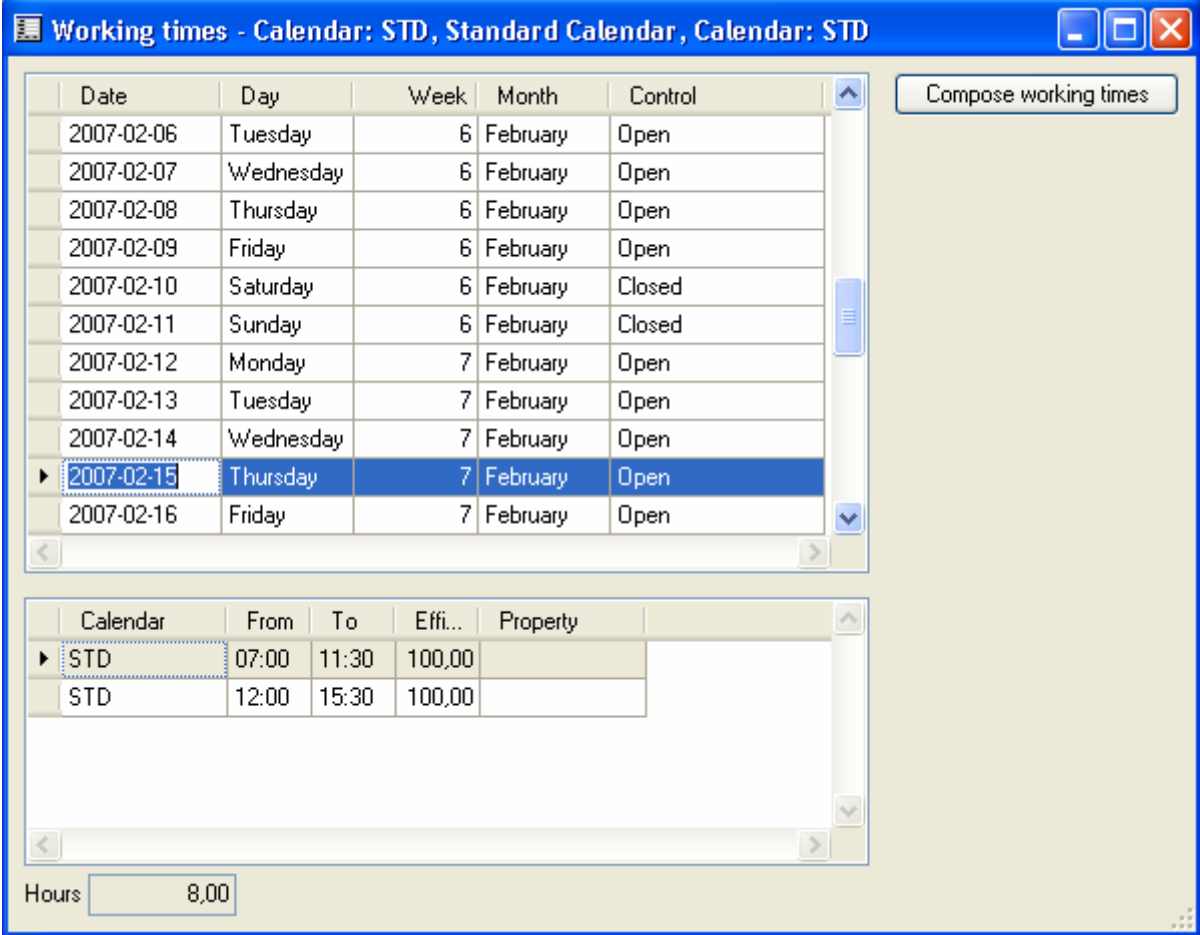 Working times - Calendar: STD, Standard Calendar, Calendar: STD
Date Day Week Month Control
2007-02-06 Tuesday 6 February Open
2007-02-07 Wednesday 6 February Open
2007-02-08 Thursday 6 February Open
2007-02-09 Friday 6 February Open
2007-02-10 Saturday 6 February Closed
2007-02-11 Sunday 6 February Closed
2007-02-12 Monday 7 February Open
2007-02-13 Tuesday 7 February Open
2007-02-14 Wednesday 7 February Open
2007-02-15 Thursday 7 February Open
2007-02-16 Friday 7 February Open
Compose working times
Calendar From To Effi... Property
STD 07:00 11:30 100,00
STD 12:00 15:30 100,00
Hours 8,00